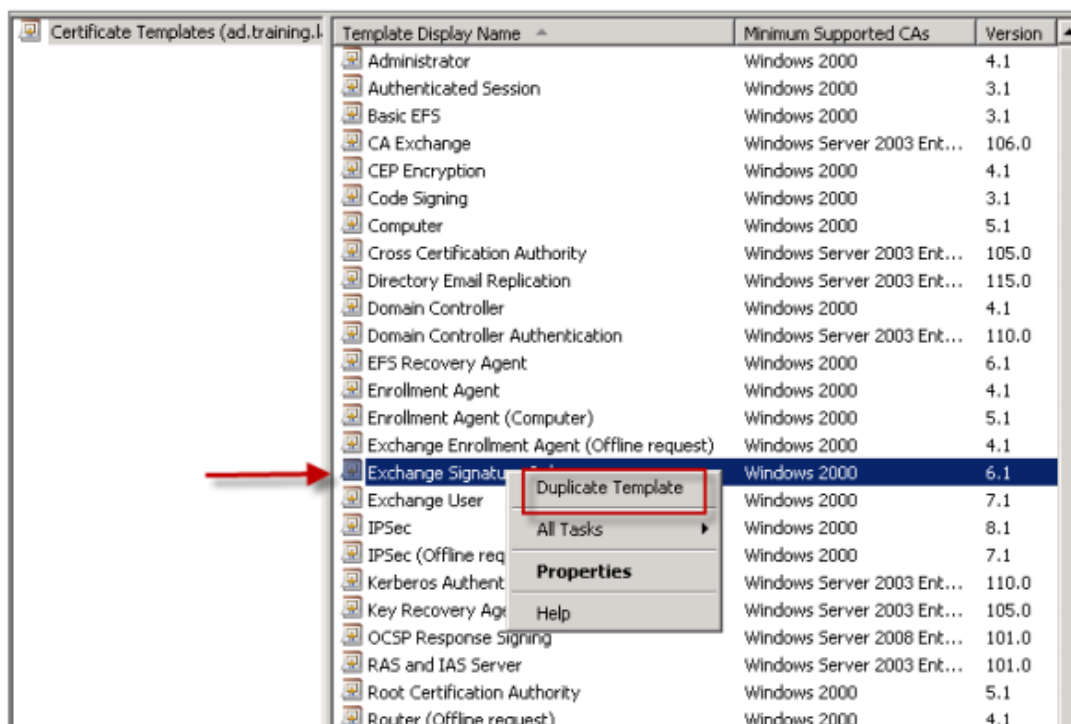 Certificate Templates (ad.training.l
Template Display Name Minimum Supported CAs Version
Administrator Windows 2000 4.1
Authenticated Session Windows 2000 3.1
Basic EFS Windows 2000 3.1
CA Exchange Windows Server 2003 Ent... 106.0
CEP Encryption Windows 2000 4.1
Code Signing Windows 2000 3.1
Computer Windows 2000 5.1
Cross Certification Authority Windows Server 2003 Ent... 105.0
Directory Email Replication Windows Server 2003 Ent... 115.0
Domain Controller Windows 2000 4.1
Domain Controller Authentication Windows Server 2003 Ent... 110.0
EFS Recovery Agent Windows 2000 6.1
Enrollment Agent Windows 2000 4.1
Enrollment Agent (Computer) Windows 2000 5.1
Exchange Enrollment Agent (Offline request) Windows 2000 4.1
Exchange Signatu Windows 2000 6.1
Duplicate Template
Exchange User Windows 2000 7.1
IPSec All Tasks Windows 2000 8.1
IPSec (Offline req Windows 2000 7.1
Properties
Kerberos Authent Windows Server 2003 Ent... 110.0
Key Recovery Age Help Windows Server 2003 Ent... 105.0
OCSP Response Signing Windows Server 2008 Ent... 101.0
RAS and IAS Server Windows Server 2003 Ent... 101.0
Root Certification Authority Windows 2000 5.1
Router (Offline request) Windows 2000 4.1